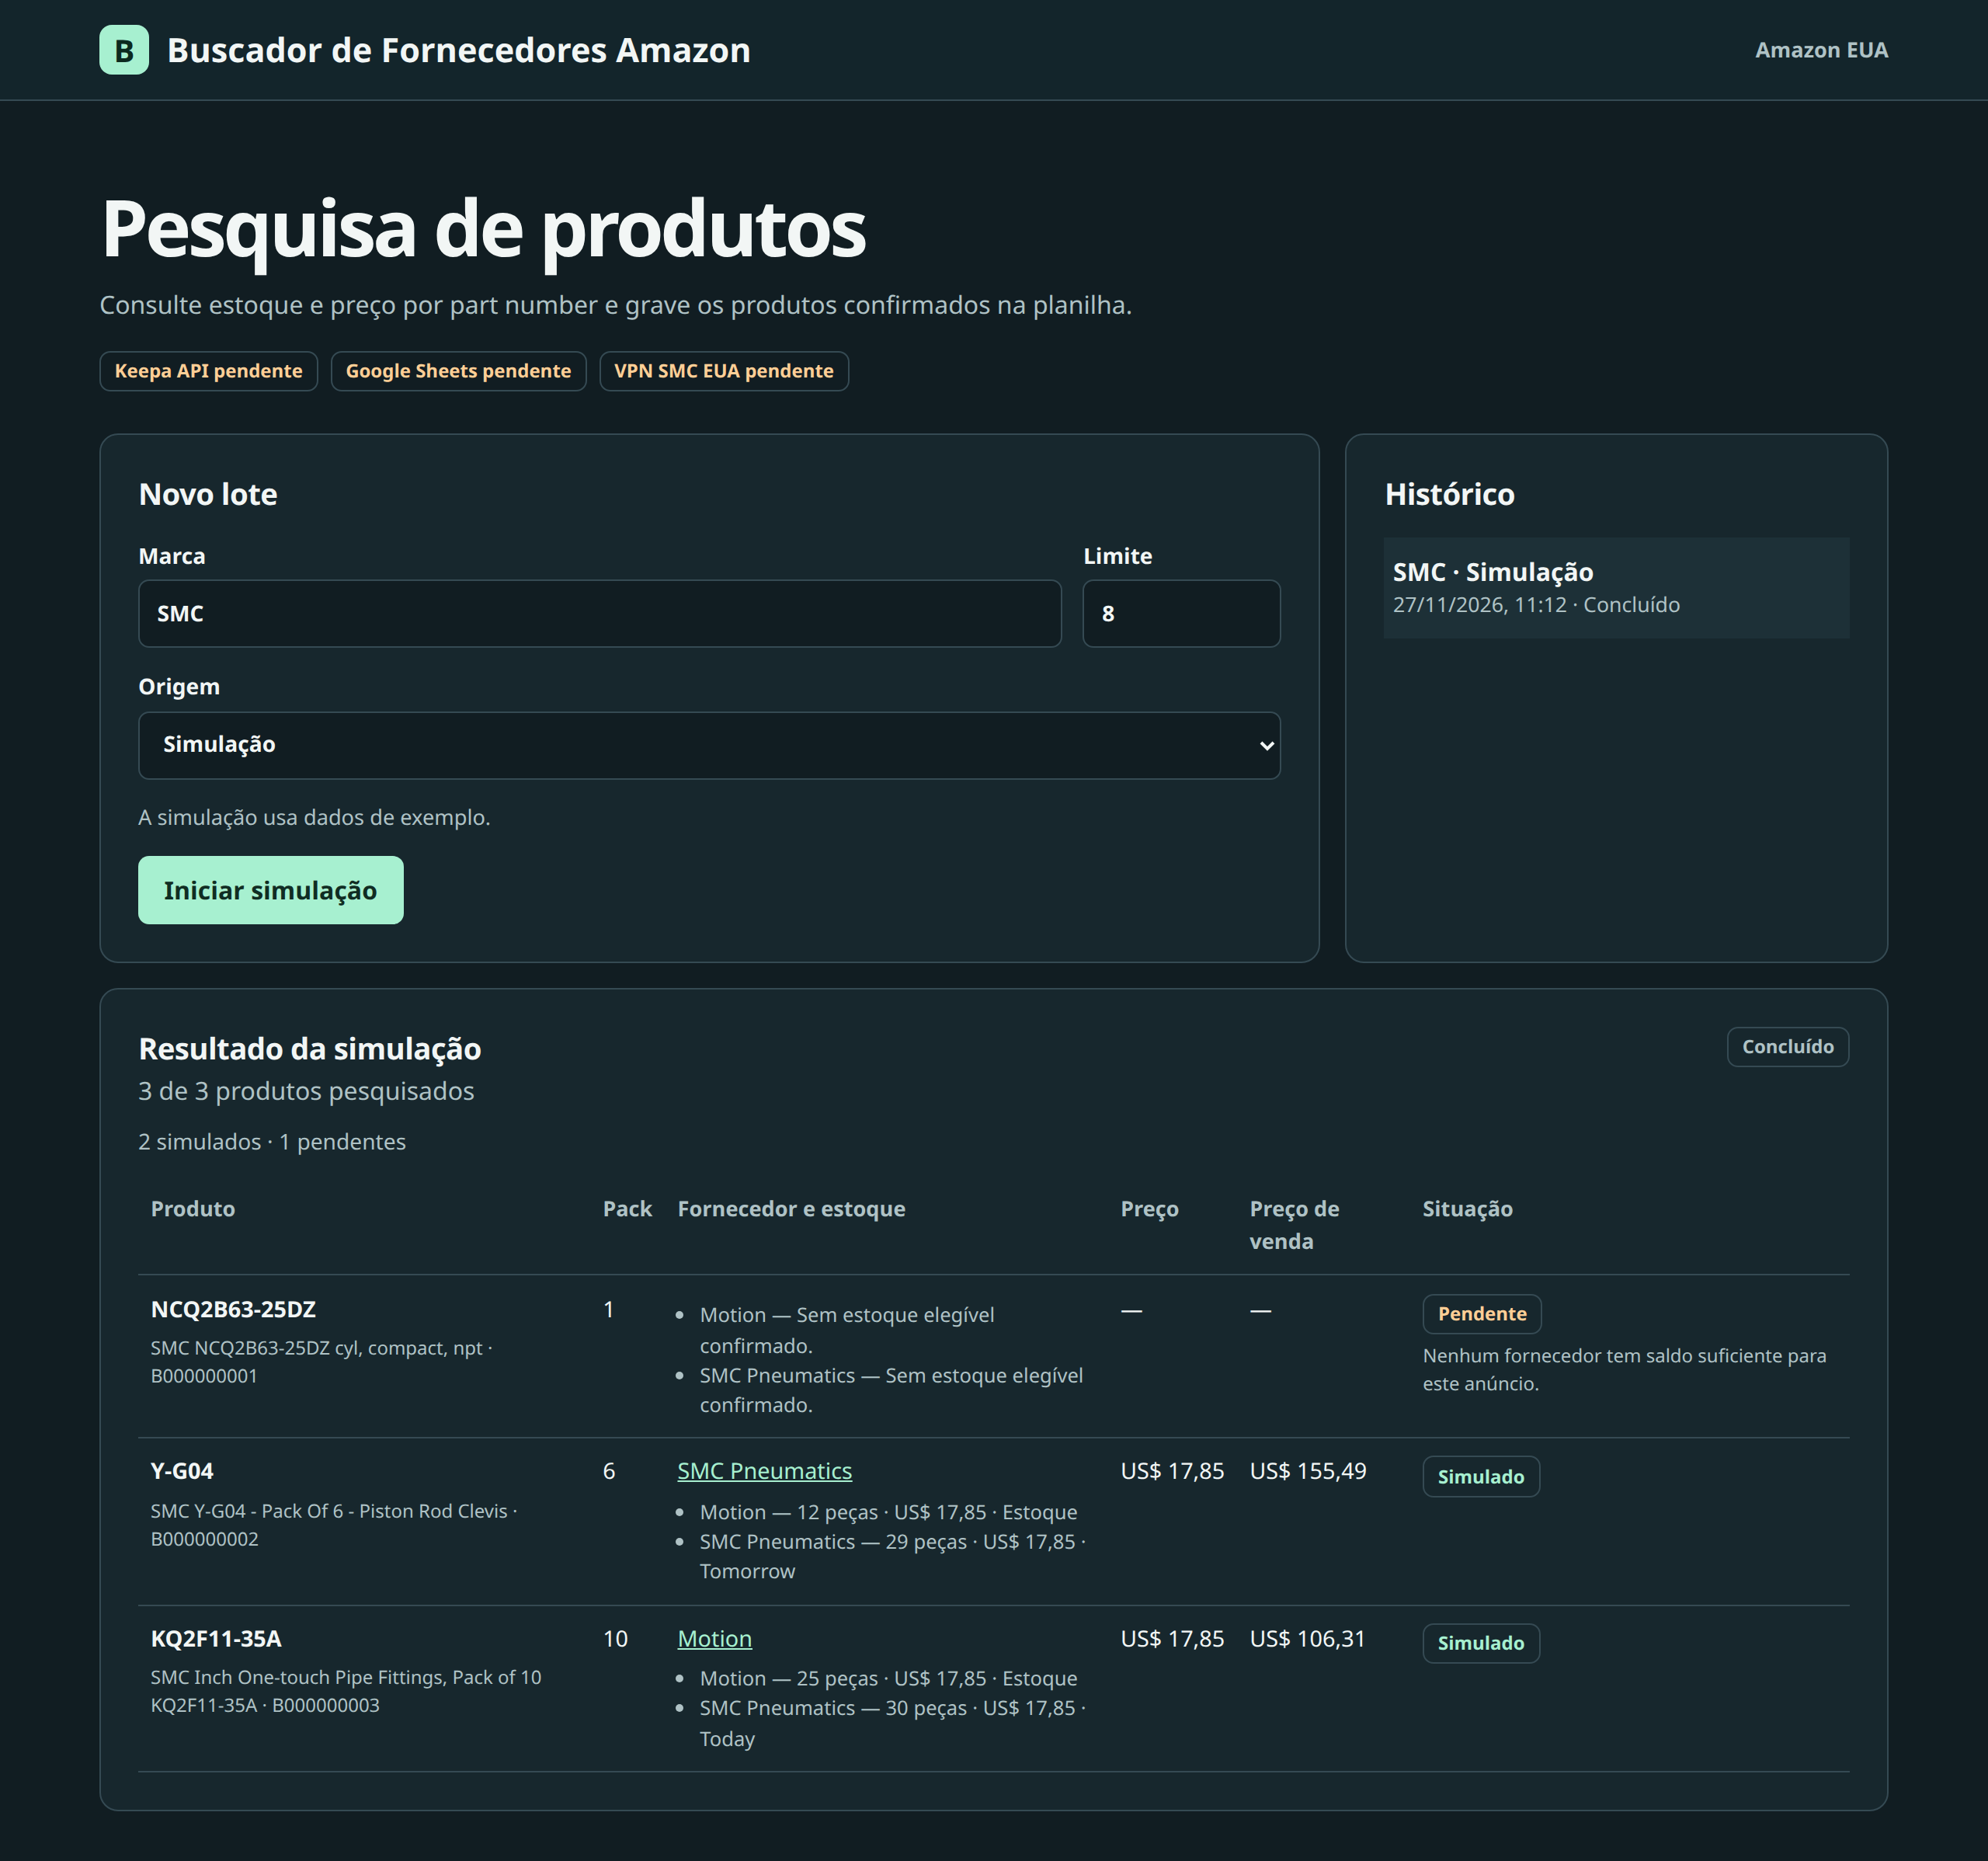 B Buscador de Fornecedores Amazon
Amazon EUA
Pesquisa de produtos
Consulte estoque e preço por part number e grave os produtos confirmados na planilha.
Keepa API pendente
Google Sheets pendente
VPN SMC EUA pendente
Novo lote
Marca
Limite
SMC
8
Origem
Simulação
A simulação usa dados de exemplo.
Iniciar simulação
Histórico
SMC · Simulação
27/11/2026, 11:12 · Concluído
Resultado da simulação
Concluído
3 de 3 produtos pesquisados
2 simulados · 1 pendentes
Produto
Pack
Fornecedor e estoque
Preço
Preço de
venda
Situação
NCQ2B63-25DZ
SMC NCQ2B63-25DZ cyl, compact, npt ·
B000000001
1
• Motion — Sem estoque elegível
confirmado.
• SMC Pneumatics — Sem estoque elegível
confirmado.
—
—
Pendente
Nenhum fornecedor tem saldo suficiente para
este anúncio.
Y-G04
SMC Y-G04 - Pack Of 6 - Piston Rod Clevis ·
B000000002
6
SMC Pneumatics
• Motion — 12 peças · US$ 17,85 · Estoque
• SMC Pneumatics — 29 peças · US$ 17,85 ·
Tomorrow
US$ 17,85
US$ 155,49
Simulado
KQ2F11-35A
SMC Inch One-touch Pipe Fittings, Pack of 10
KQ2F11-35A · B000000003
10
Motion
• Motion — 25 peças · US$ 17,85 · Estoque
• SMC Pneumatics — 30 peças · US$ 17,85 ·
Today
US$ 17,85
US$ 106,31
Simulado